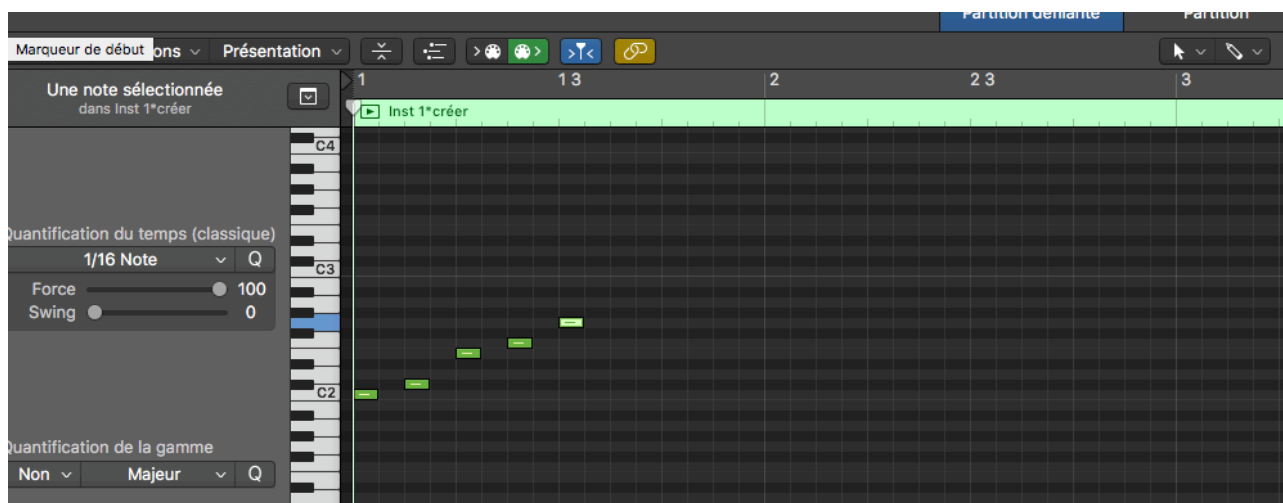 Partition défilante Partition
Marqueur de début ons Présentation
1 1 3 2 2 3 3
Une note sélectionnée
dans Inst 1*créer
Inst 1*créer
C4
Quantification du temps (classique)
1/16 Note Q
C3
Force 100
Swing 0
C2
Quantification de la gamme
Non Majeur Q